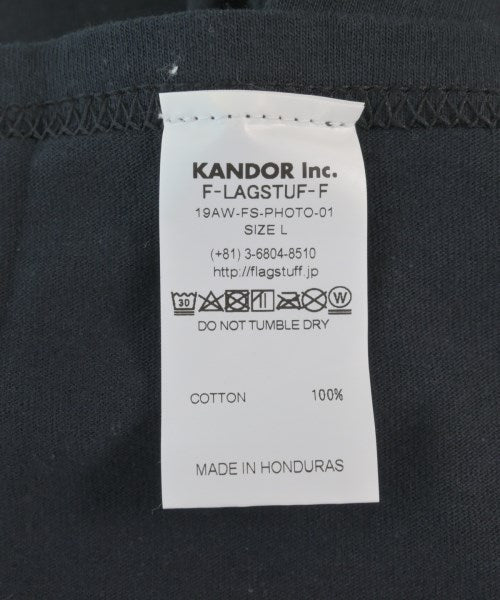 KANDOR Inc.
F-LAGSTUF-F
19AW-FS-PHOTO-01
SIZE L
(+81) 3-6804-8510
http://flagstuff.jp
30 W
DO NOT TUMBLE DRY
COTTON 100%
MADE IN HONDURAS